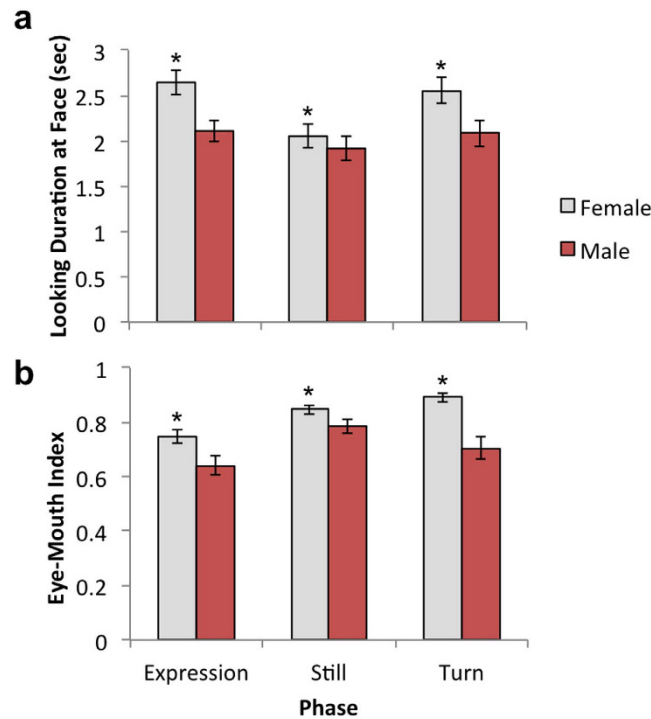 a
Looking Duration at Face (sec)
3
2.5
2
1.5
1
0.5
0
*
*
*
Female
Male
b
Eye-Mouth Index
1
0.8
0.6
0.4
0.2
0
*
*
*
Expression
Still
Turn
Phase